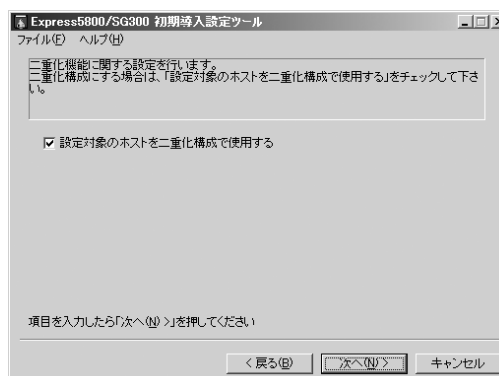 Express5800/SG300 初期導入設定ツール
ファイル(F) ヘルプ(H)
二重化機能に関する設定を行います。
二重化構成にする場合は、「設定対象のホストを二重化構成で使用する」をチェックして下さ
い。
設定対象のホストを二重化構成で使用する
項目を入力したら「次へ(N) >」を押してください
< 戻る(B) 次へ(N) > キャンセル